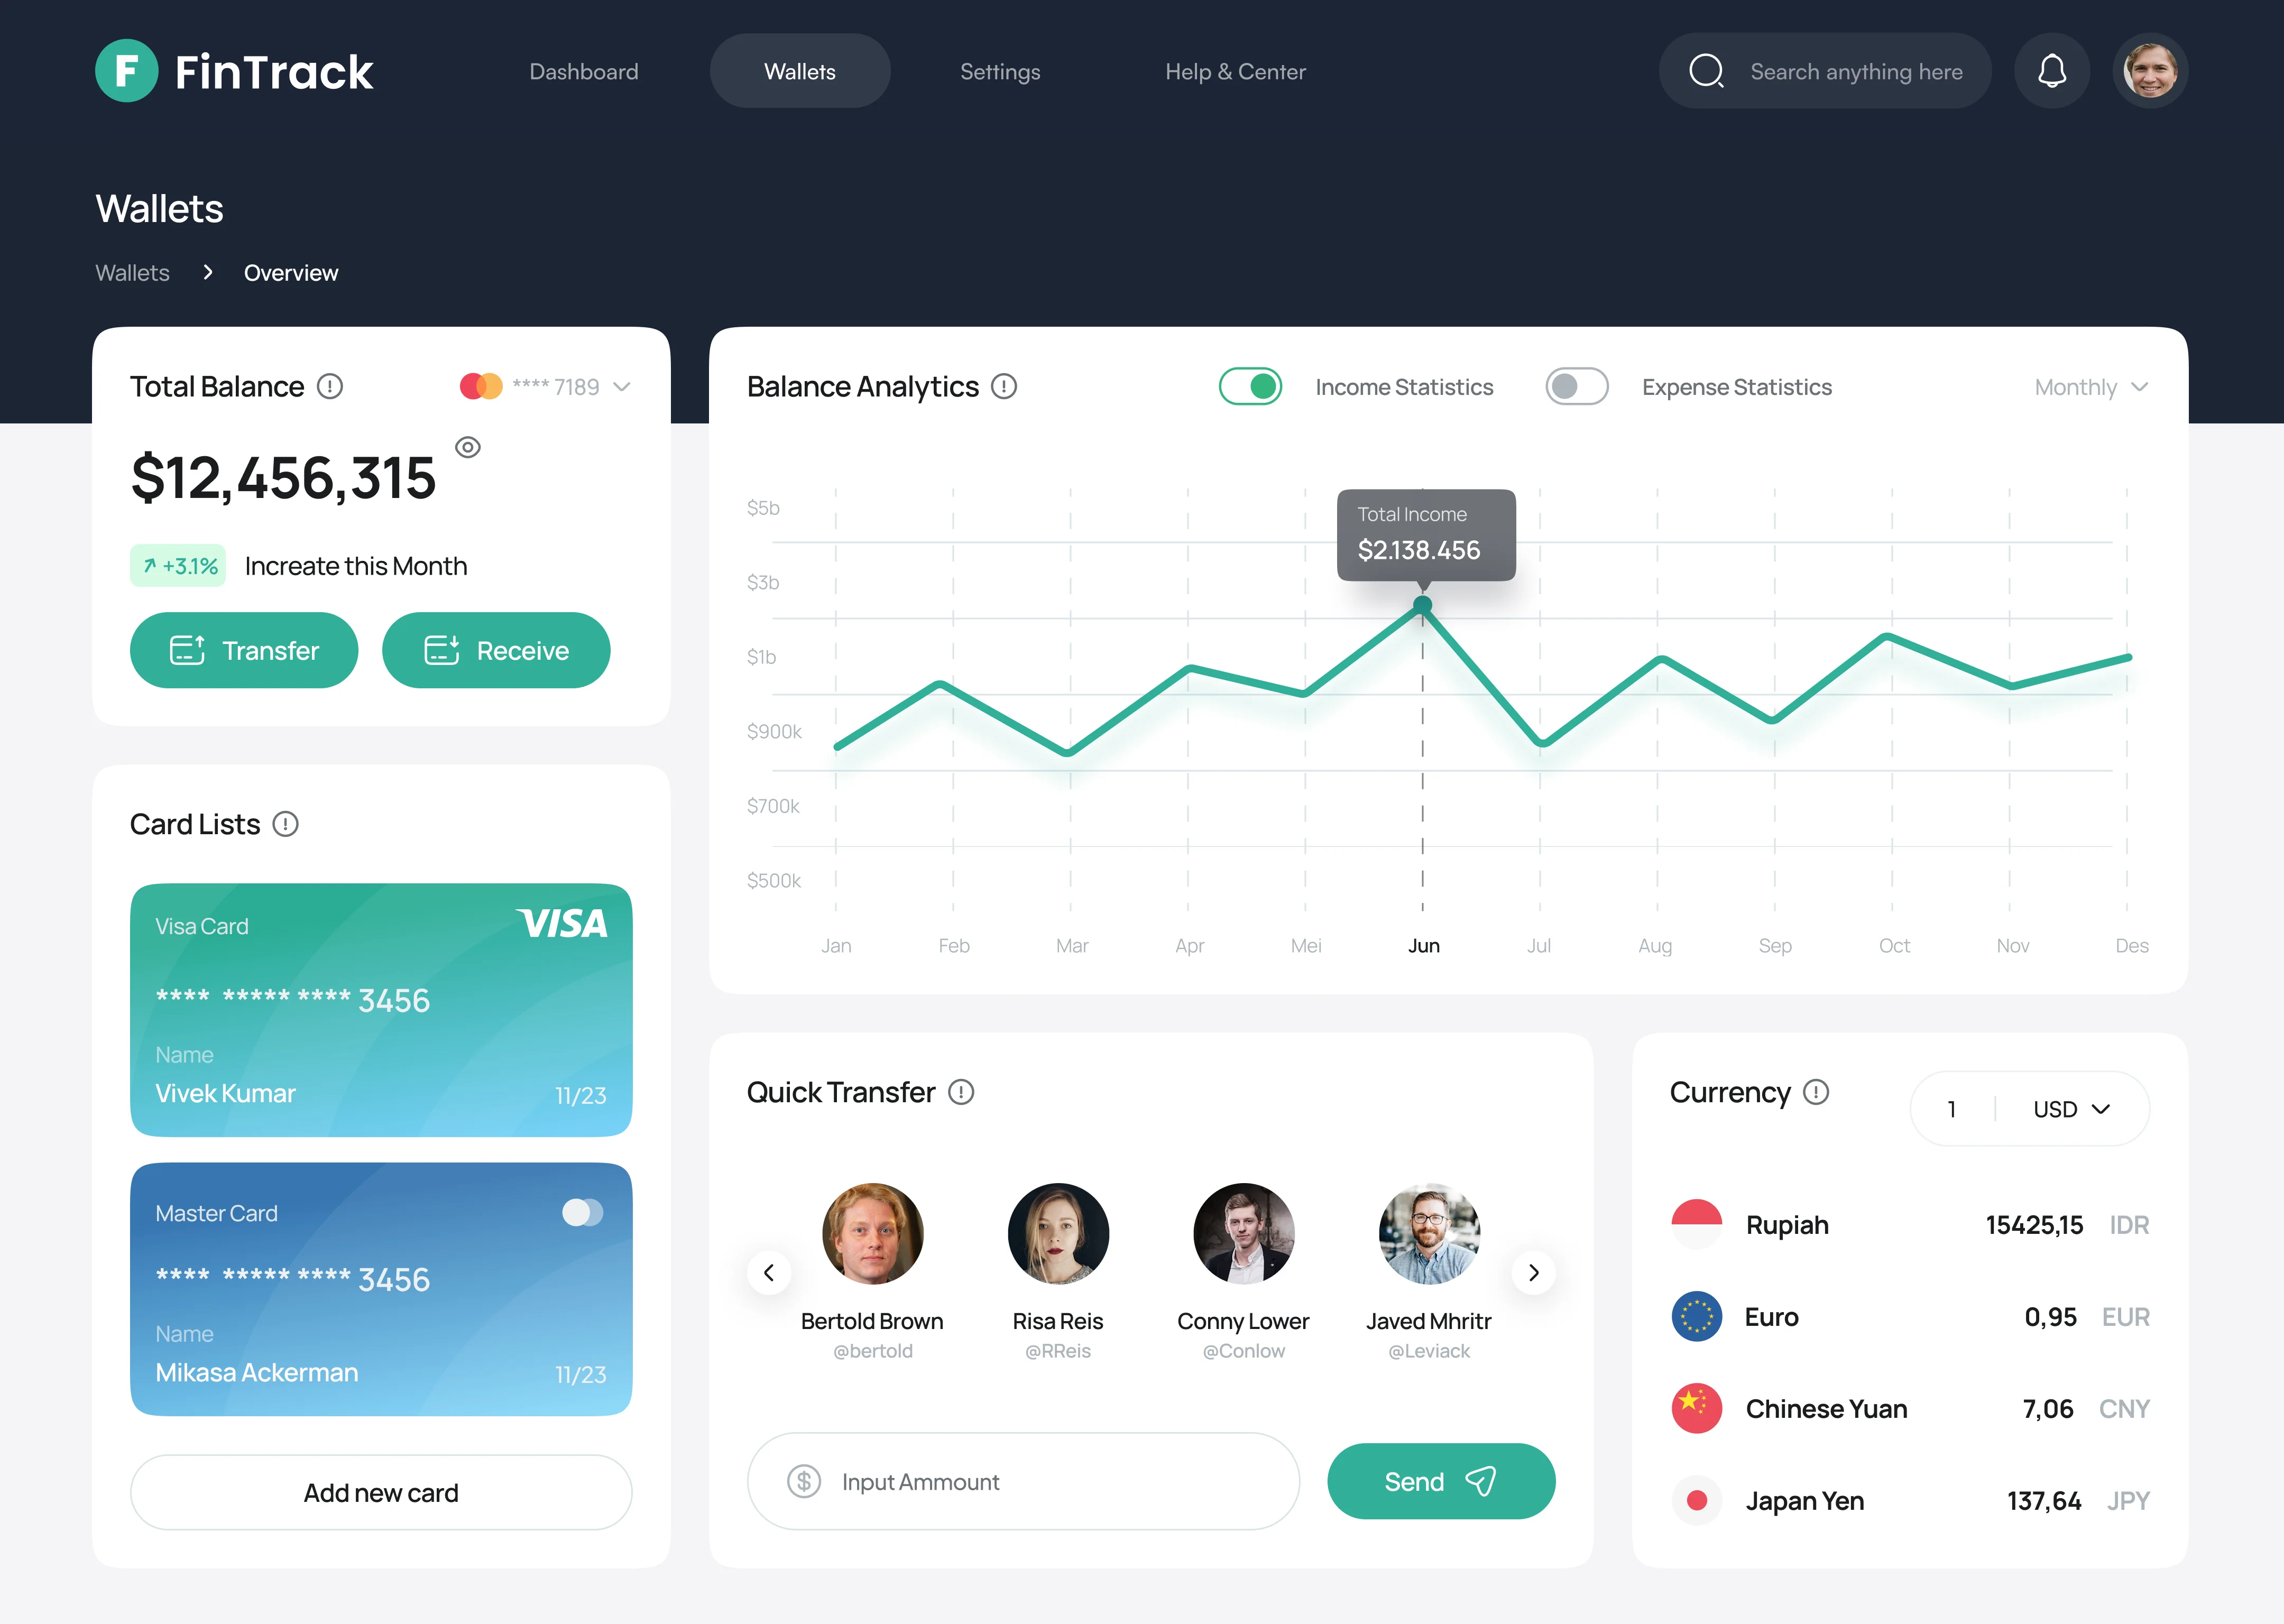 F FinTrack
Dashboard
Wallets
Settings
Help & Center
Search anything here
Wallets
Wallets
Overview
Total Balance
**** 7189
$12,456,315
+3.1%
Increate this Month
Transfer
Receive
Card Lists
Visa Card
VISA
**** ***** **** 3456
Name
Vivek Kumar
11/23
Master Card
**** ***** **** 3456
Name
Mikasa Ackerman
11/23
Add new card
Balance Analytics
Income Statistics
Expense Statistics
Monthly
$5b
$3b
$1b
$900k
$700k
$500k
Total Income
$2.138.456
Jan
Feb
Mar
Apr
Mei
Jun
Jul
Aug
Sep
Oct
Nov
Des
Quick Transfer
Bertold Brown
@bertold
Risa Reis
@RReis
Conny Lower
@Conlow
Javed Mhritr
@Leviack
$ Input Ammount
Send
Currency
1
USD
Rupiah 15425,15 IDR
Euro 0,95 EUR
Chinese Yuan 7,06 CNY
Japan Yen 137,64 JPY